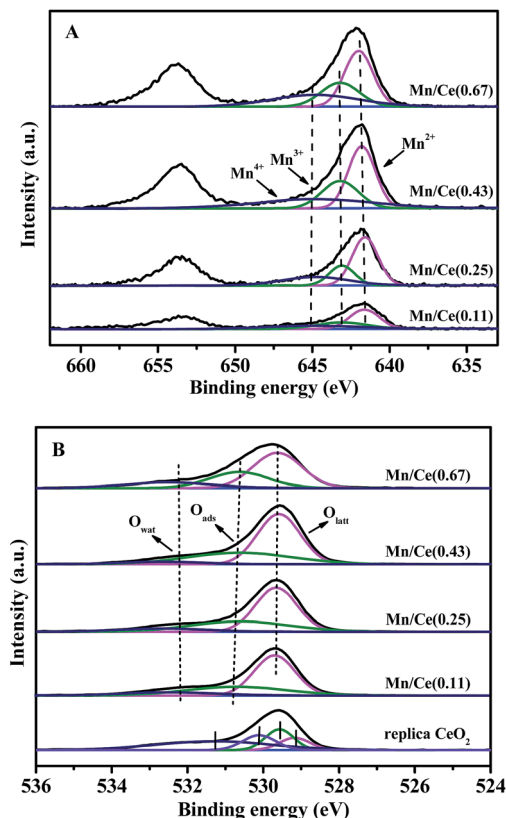 A
Mn/Ce(0.67)
Mn⁴⁺ Mn³⁺ Mn²⁺
Mn/Ce(0.43)
Mn/Ce(0.25)
Mn/Ce(0.11)
Intensity (a.u.)
660 655 650 645 640 635
Binding energy (eV)
B
Mn/Ce(0.67)
O_wat O_ads O_latt
Mn/Ce(0.43)
Mn/Ce(0.25)
Mn/Ce(0.11)
replica CeO₂
Intensity (a.u.)
536 534 532 530 528 526 524
Binding energy (eV)